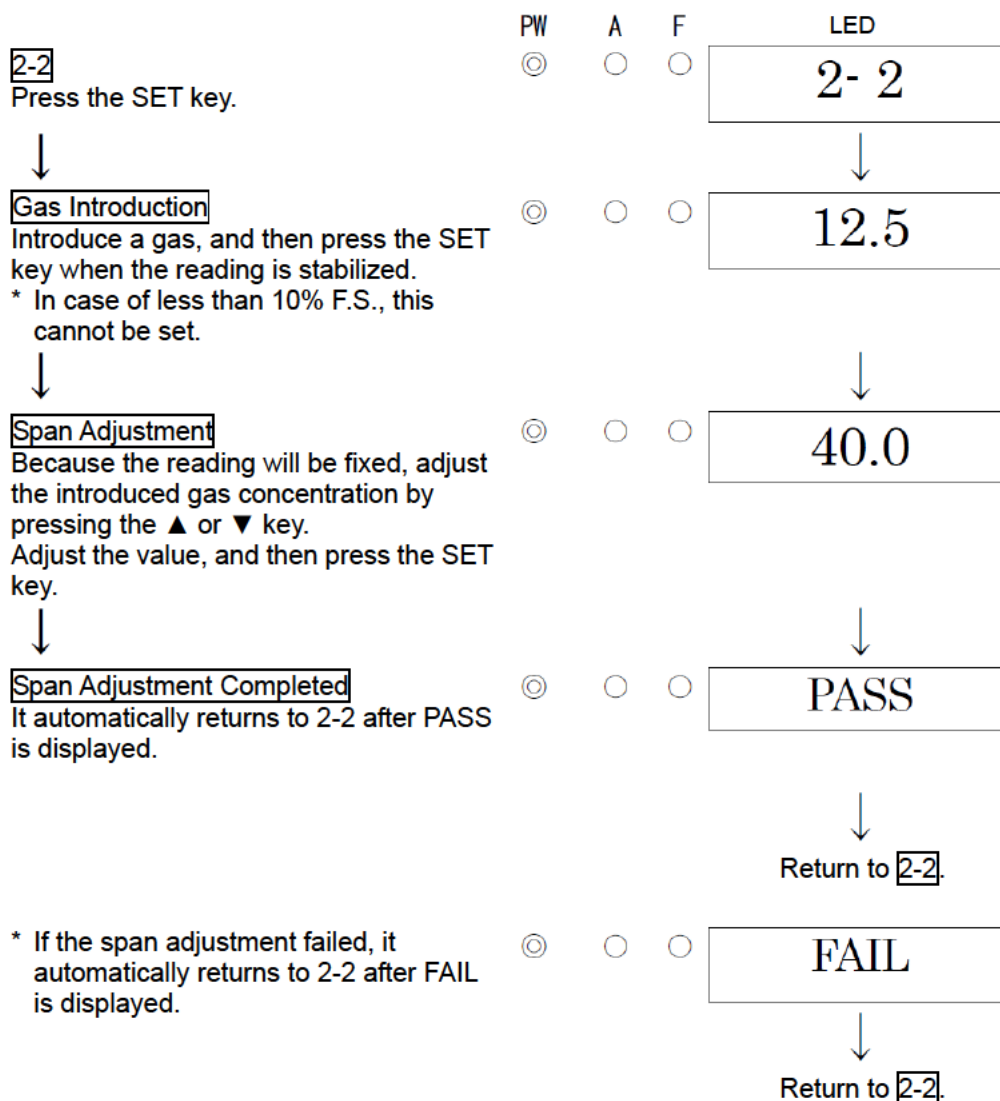 PW A F LED
2-2
2- 2
Press the SET key.
Gas Introduction
12.5
Introduce a gas, and then press the SET
key when the reading is stabilized.
* In case of less than 10% F.S., this
cannot be set.
Span Adjustment
40.0
Because the reading will be fixed, adjust
the introduced gas concentration by
pressing the ▲ or ▼ key.
Adjust the value, and then press the SET
key.
Span Adjustment Completed
PASS
It automatically returns to 2-2 after PASS
is displayed.
Return to 2-2.
* If the span adjustment failed, it
automatically returns to 2-2 after FAIL
is displayed.
FAIL
Return to 2-2.